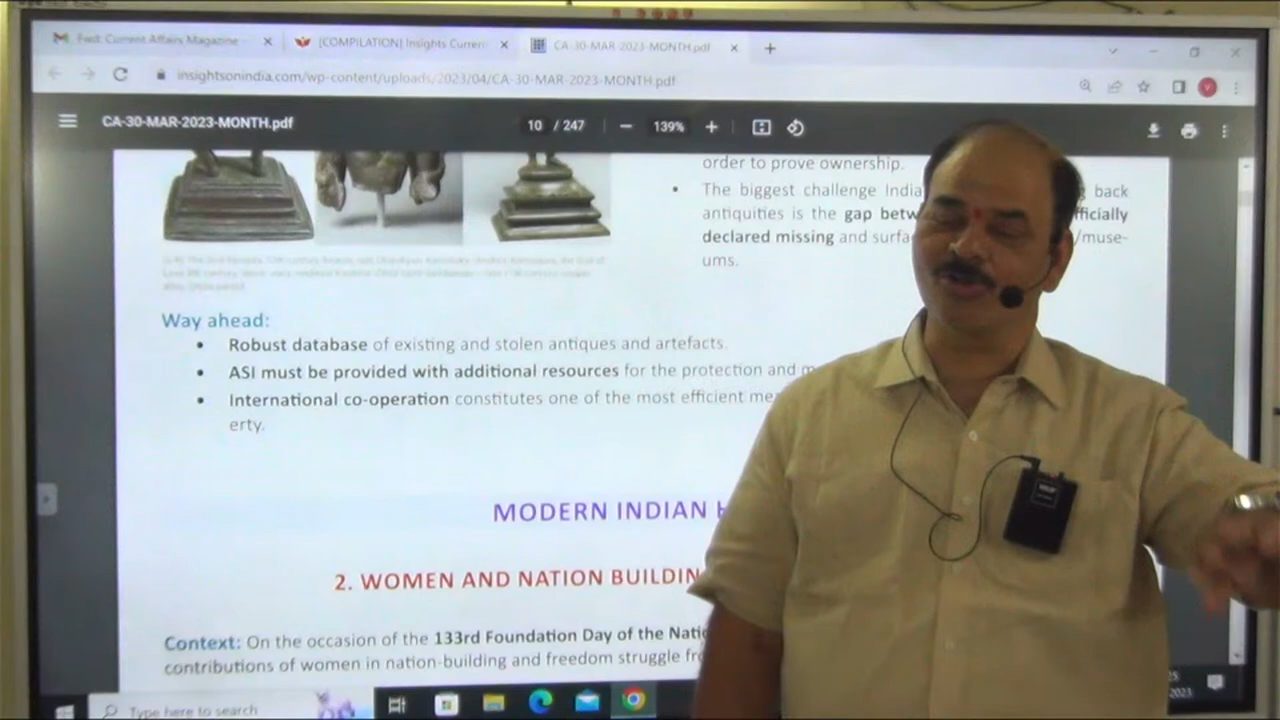 Fwd: Current Affairs Magazine
[COMPILATION] Insights Curren
CA-30-MAR-2023-MONTH.pdf
insightsonindia.com/wp-content/uploads/2023/04/CA-30-MAR-2023-MONTH.pdf
CA-30-MAR-2023-MONTH.pdf
10 / 247
139%
order to prove ownership.
• The biggest challenge India back
antiquities is the gap betw fficially
declared missing and surfa /muse-
ums.
Way ahead:
• Robust database of existing and stolen antiques and artefacts.
• ASI must be provided with additional resources for the protection and m
• International co-operation constitutes one of the most efficient me
erty.
MODERN INDIAN H
2. WOMEN AND NATION BUILDIN
Context: On the occasion of the 133rd Foundation Day of the Natio
contributions of women in nation-building and freedom struggle fr
Type here to search
2023